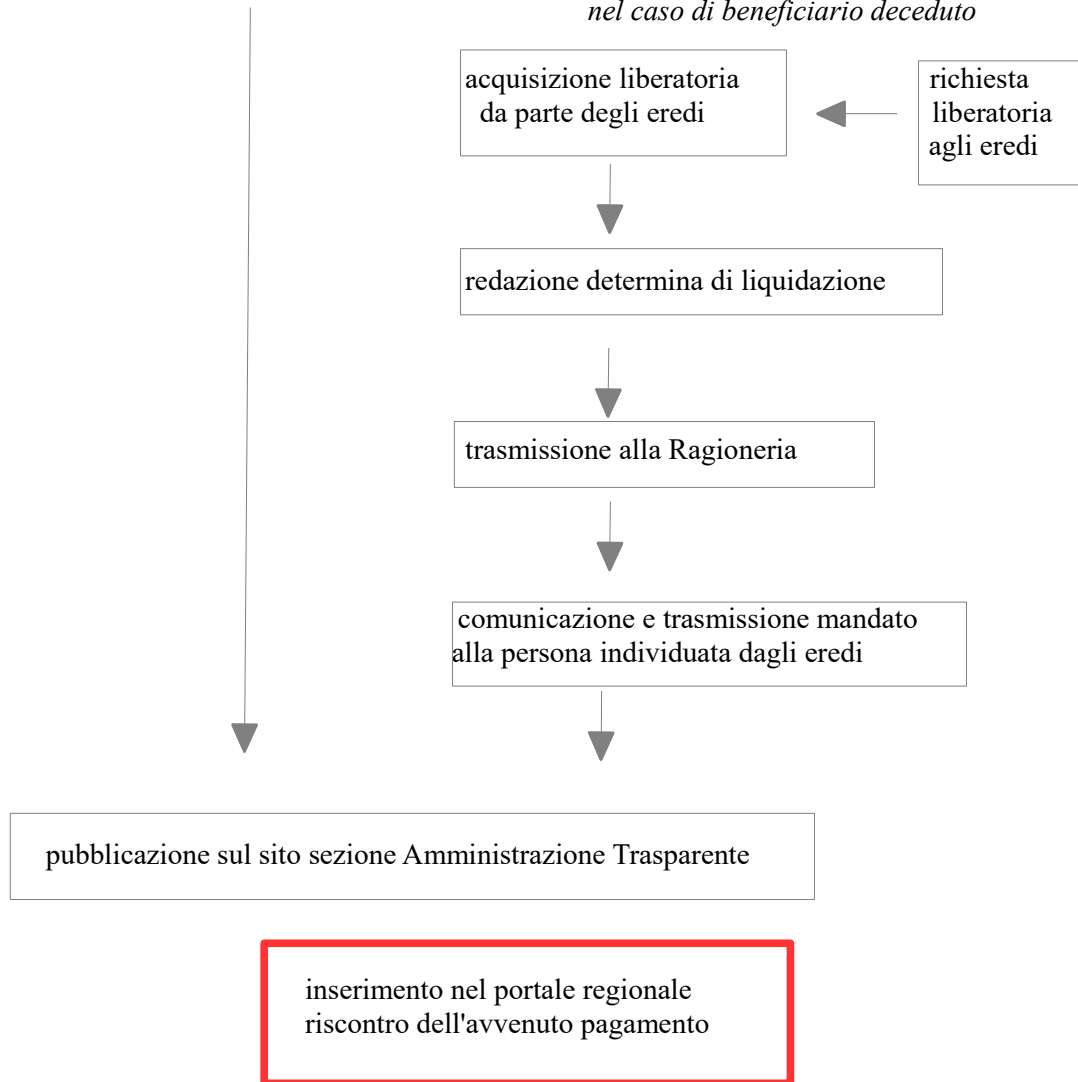 nel caso di beneficiario deceduto
acquisizione liberatoria
da parte degli eredi
richiesta
liberatoria
agli eredi
redazione determina di liquidazione
trasmissione alla Ragioneria
comunicazione e trasmissione mandato
alla persona individuata dagli eredi
pubblicazione sul sito sezione Amministrazione Trasparente
inserimento nel portale regionale
riscontro dell'avvenuto pagamento